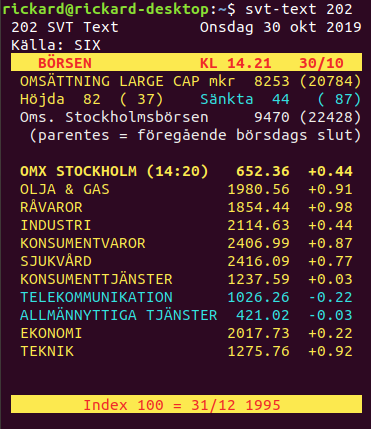 rickard@rickard-desktop:~$ svt-text 202
202 SVT Text Onsdag 30 okt 2019
Källa: SIX
BÖRSEN KL 14.21 30/10
OMSÄTTNING LARGE CAP mkr 8253 (20784)
Höjda 82 ( 37) Sänkta 44 ( 87)
Oms. Stockholmsbörsen 9470 (22428)
(parentes = föregående börsdags slut)
OMX STOCKHOLM (14:20) 652.36 +0.44
OLJA & GAS 1980.56 +0.91
RÅVAROR 1854.44 +0.98
INDUSTRI 2114.63 +0.44
KONSUMENTVAROR 2406.99 +0.87
SJUKVÅRD 2416.09 +0.77
KONSUMENTTJÄNSTER 1237.59 +0.03
TELEKOMMUNIKATION 1026.26 -0.22
ALLMÄNNYTTIGA TJÄNSTER 421.02 -0.03
EKONOMI 2017.73 +0.22
TEKNIK 1275.76 +0.92
Index 100 = 31/12 1995